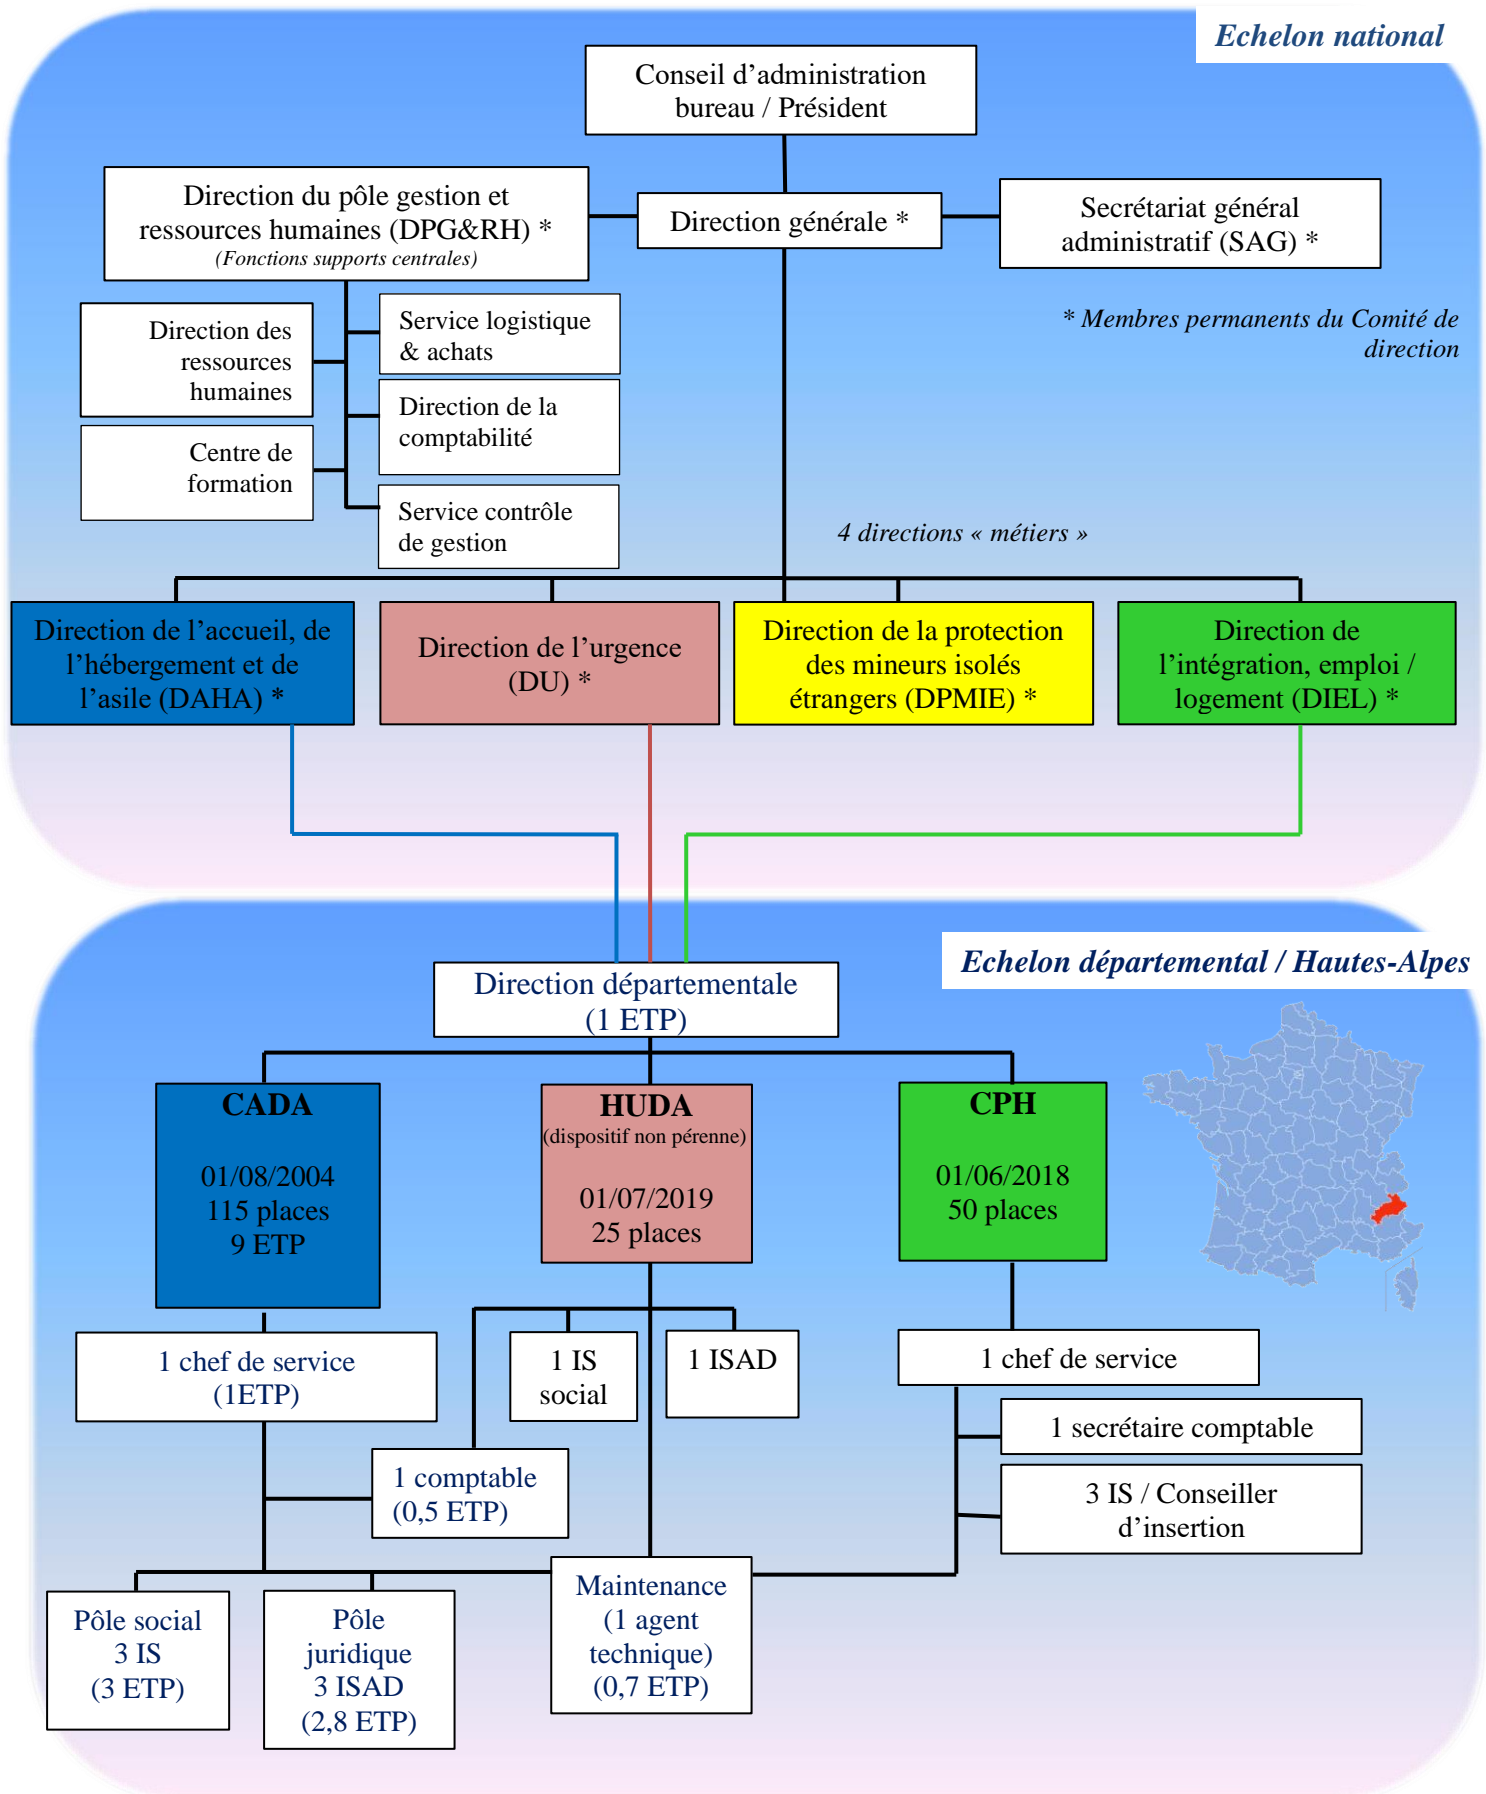 Echelon national
Conseil d’administration
bureau / Président
Direction du pôle gestion et
ressources humaines (DPG&RH) *
(Fonctions supports centrales)
Direction générale *
Secrétariat général
administratif (SAG) *
* Membres permanents du Comité de
direction
Direction des
ressources
humaines
Service logistique
& achats
Direction de la
comptabilité
Centre de
formation
Service contrôle
de gestion
4 directions « métiers »
Direction de l’accueil, de
l’hébergement et de
l’asile (DAHA) *
Direction de l’urgence
(DU) *
Direction de la protection
des mineurs isolés
étrangers (DPMIE) *
Direction de
l’intégration, emploi /
logement (DIEL) *
Echelon départemental / Hautes-Alpes
Direction départementale
(1 ETP)
CADA
01/08/2004
115 places
9 ETP
HUDA
(dispositif non pérenne)
01/07/2019
25 places
CPH
01/06/2018
50 places
1 chef de service
(1ETP)
1 IS
social
1 ISAD
1 chef de service
1 secrétaire comptable
1 comptable
(0,5 ETP)
3 IS / Conseiller
d’insertion
Pôle social
3 IS
(3 ETP)
Pôle
juridique
3 ISAD
(2,8 ETP)
Maintenance
(1 agent
technique)
(0,7 ETP)